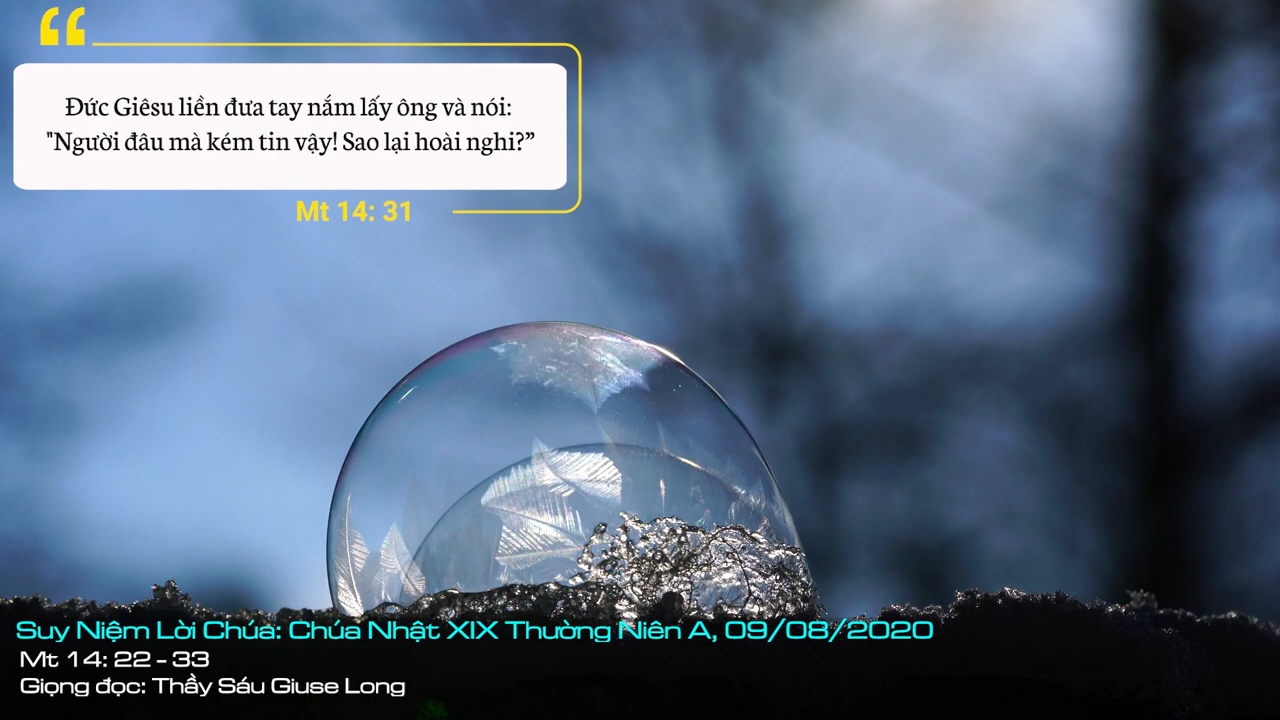 Đức Giêsu liền đưa tay nắm lấy ông và nói:
"Người đâu mà kém tin vậy! Sao lại hoài nghi?”
Mt 14: 31
Suy Niệm Lời Chúa: Chúa Nhật XIX Thường Niên A, 09/08/2020
Mt 14: 22 - 33
Giọng đọc: Thầy Sáu Giuse Long